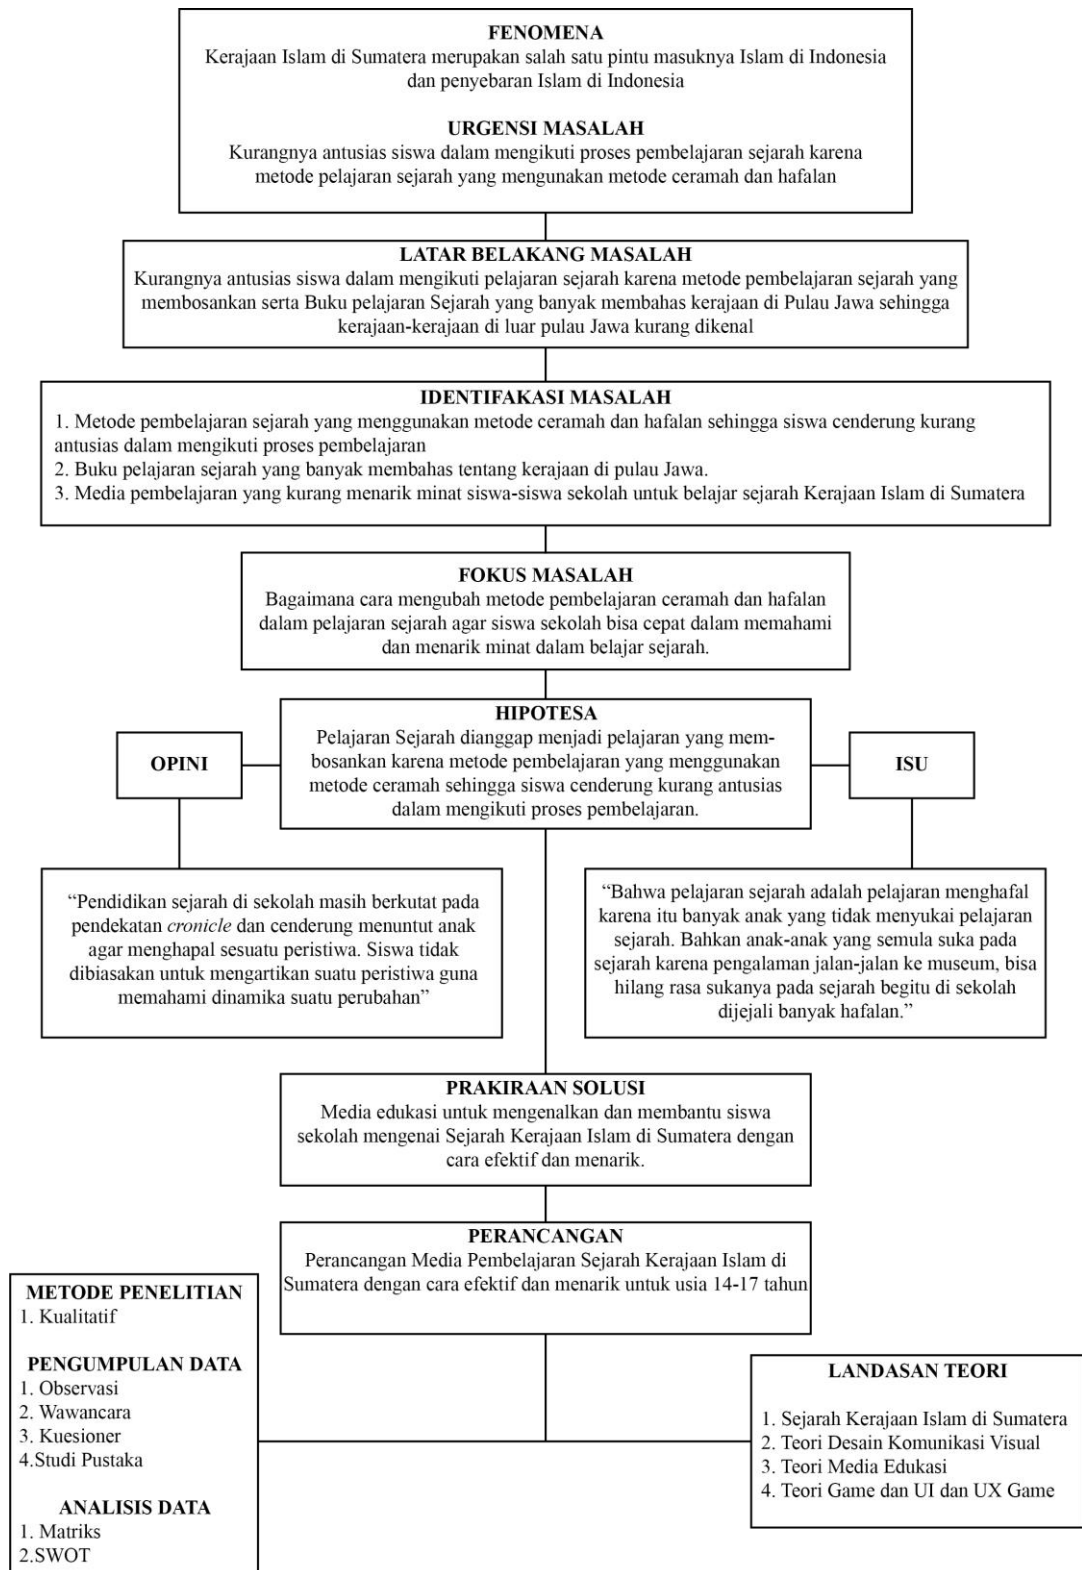 FENOMENA
Kerajaan Islam di Sumatera merupakan salah satu pintu masuknya Islam di Indonesia
dan penyebaran Islam di Indonesia
URGENSI MASALAH
Kurangnya antusias siswa dalam mengikuti proses pembelajaran sejarah karena
metode pelajaran sejarah yang mengunakan metode ceramah dan hafalan
LATAR BELAKANG MASALAH
Kurangnya antusias siswa dalam mengikuti pelajaran sejarah karena metode pembelajaran sejarah yang
membosankan serta Buku pelajaran Sejarah yang banyak membahas kerajaan di Pulau Jawa sehingga
kerajaan-kerajaan di luar pulau Jawa kurang dikenal
IDENTIFAKASI MASALAH
1. Metode pembelajaran sejarah yang menggunakan metode ceramah dan hafalan sehingga siswa cenderung kurang
antusias dalam mengikuti proses pembelajaran
2. Buku pelajaran sejarah yang banyak membahas tentang kerajaan di pulau Jawa.
3. Media pembelajaran yang kurang menarik minat siswa-siswa sekolah untuk belajar sejarah Kerajaan Islam di Sumatera
FOKUS MASALAH
Bagaimana cara mengubah metode pembelajaran ceramah dan hafalan
dalam pelajaran sejarah agar siswa sekolah bisa cepat dalam memahami
dan menarik minat dalam belajar sejarah.
HIPOTESA
Pelajaran Sejarah dianggap menjadi pelajaran yang mem-
bosankan karena metode pembelajaran yang menggunakan
metode ceramah sehingga siswa cenderung kurang antusias
dalam mengikuti proses pembelajaran.
OPINI
ISU
“Pendidikan sejarah di sekolah masih berkutat pada
pendekatan cronicle dan cenderung menuntut anak
agar menghapal sesuatu peristiwa. Siswa tidak
dibiasakan untuk mengartikan suatu peristiwa guna
memahami dinamika suatu perubahan”
“Bahwa pelajaran sejarah adalah pelajaran menghafal
karena itu banyak anak yang tidak menyukai pelajaran
sejarah. Bahkan anak-anak yang semula suka pada
sejarah karena pengalaman jalan-jalan ke museum, bisa
hilang rasa sukanya pada sejarah begitu di sekolah
dijejali banyak hafalan.”
PRAKIRAAN SOLUSI
Media edukasi untuk mengenalkan dan membantu siswa
sekolah mengenai Sejarah Kerajaan Islam di Sumatera dengan
cara efektif dan menarik.
PERANCANGAN
Perancangan Media Pembelajaran Sejarah Kerajaan Islam di
Sumatera dengan cara efektif dan menarik untuk usia 14-17 tahun
METODE PENELITIAN
1. Kualitatif
PENGUMPULAN DATA
1. Observasi
2. Wawancara
3. Kuesioner
4.Studi Pustaka
ANALISIS DATA
1. Matriks
2.SWOT
LANDASAN TEORI
1. Sejarah Kerajaan Islam di Sumatera
2. Teori Desain Komunikasi Visual
3. Teori Media Edukasi
4. Teori Game dan UI dan UX Game